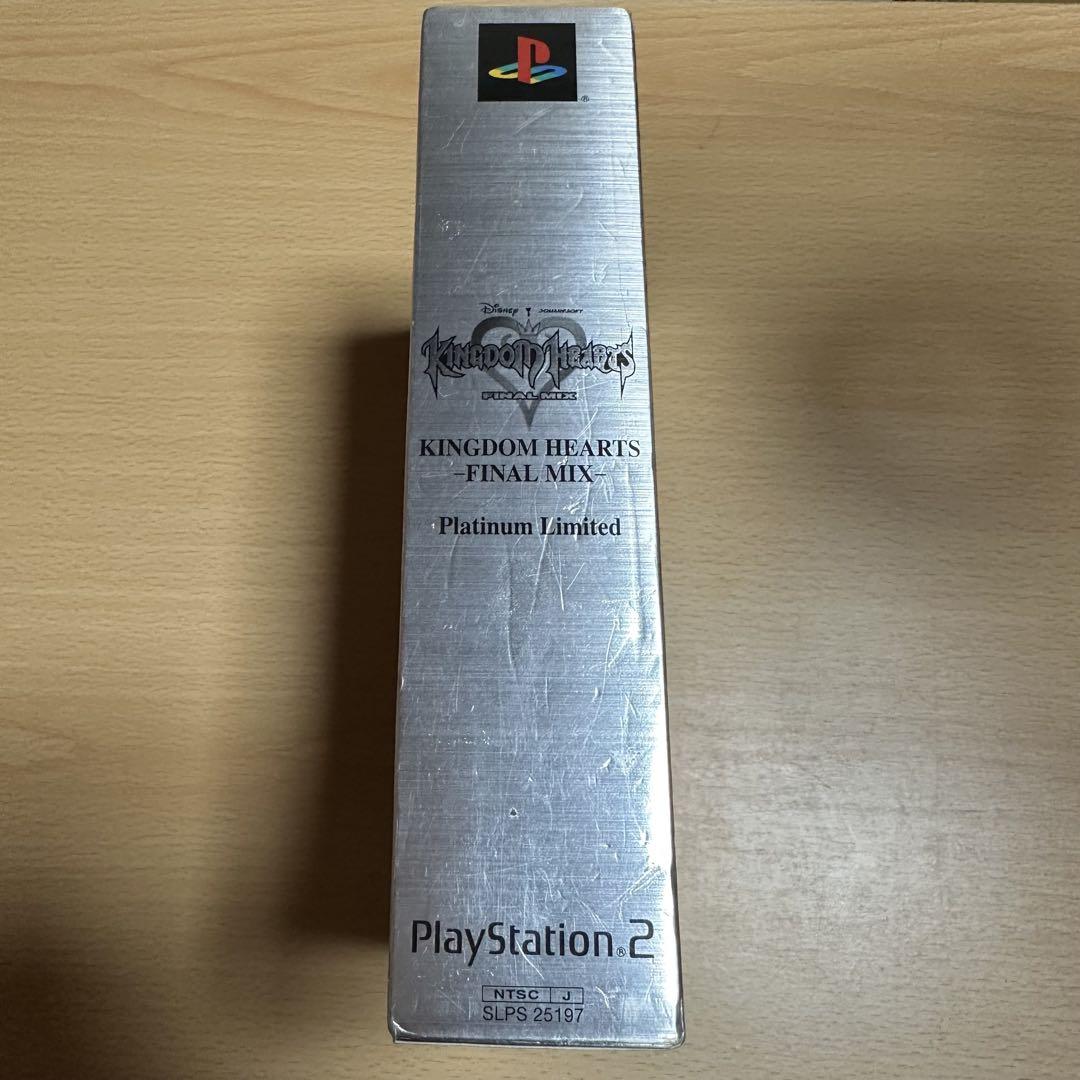 ®
Disney SQUARESOFT
KINGDOM HEARTS
FINAL MIX
KINGDOM HEARTS
-FINAL MIX-
Platinum Limited
PlayStation®2
NTSC J
SLPS 25197